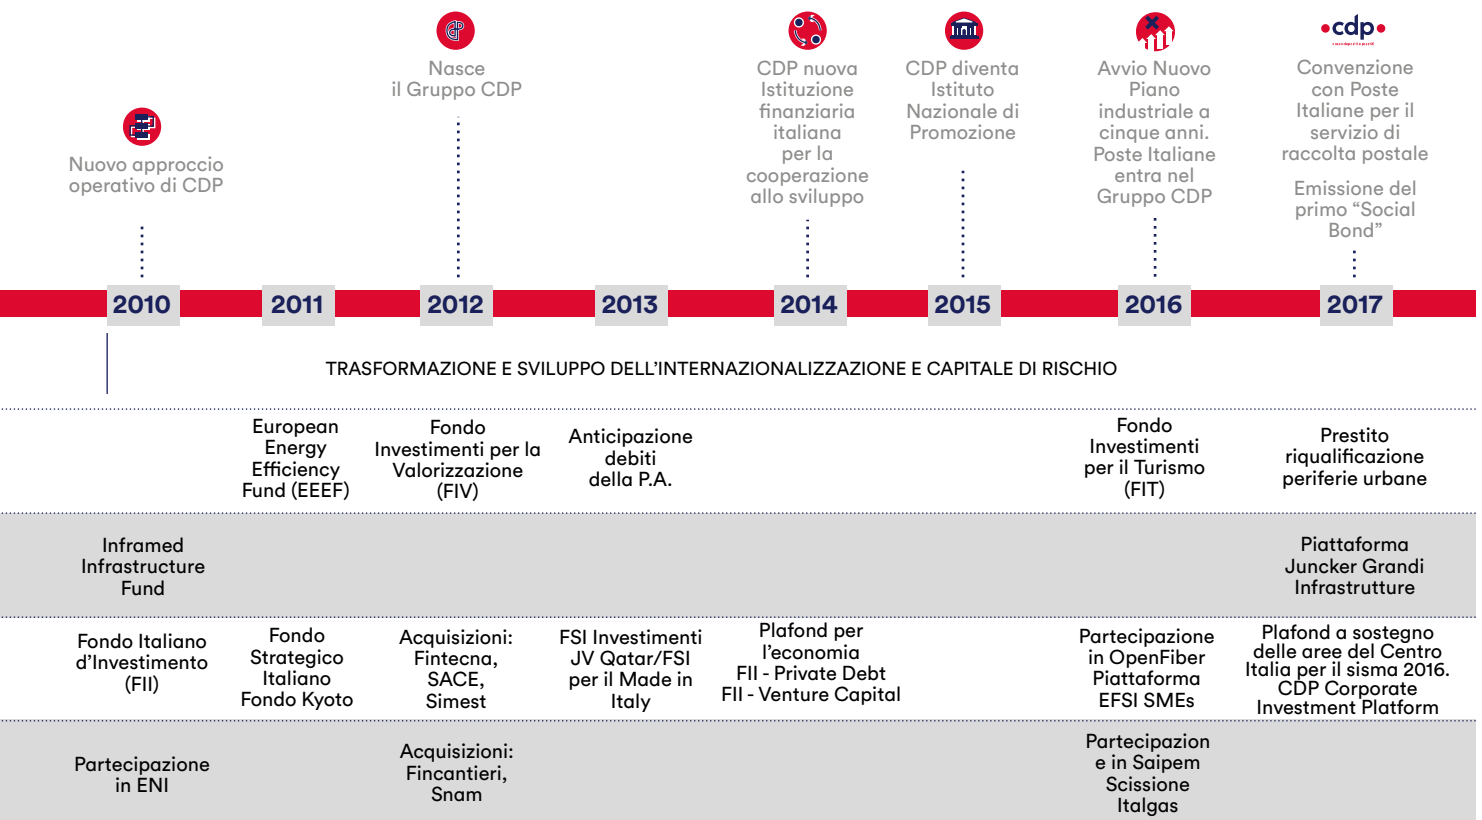 Nuovo approccio
operativo di CDP
Nasce
il Gruppo CDP
CDP nuova
Istituzione
finanziaria
italiana
per la
cooperazione
allo sviluppo
CDP diventa
Istituto
Nazionale di
Promozione
Avvio Nuovo
Piano
industriale a
cinque anni.
Poste Italiane
entra nel
Gruppo CDP
cdp
Convenzione
con Poste
Italiane per il
servizio di
raccolta postale
Emissione del
primo “Social
Bond”
2010 2011 2012 2013 2014 2015 2016 2017
TRASFORMAZIONE E SVILUPPO DELL’INTERNAZIONALIZZAZIONE E CAPITALE DI RISCHIO
European
Energy
Efficiency
Fund (EEEF)
Fondo
Investimenti per la
Valorizzazione
(FIV)
Anticipazione
debiti
della P.A.
Fondo
Investimenti
per il Turismo
(FIT)
Prestito
riqualificazione
periferie urbane
Inframed
Infrastructure
Fund
Piattaforma
Juncker Grandi
Infrastrutture
Fondo Italiano
d’Investimento
(FII)
Fondo
Strategico
Italiano
Fondo Kyoto
Acquisizioni:
Fintecna,
SACE,
Simest
FSI Investimenti
JV Qatar/FSI
per il Made in
Italy
Plafond per
l’economia
FII - Private Debt
FII - Venture Capital
Partecipazione
in OpenFiber
Piattaforma
EFSI SMEs
Plafond a sostegno
delle aree del Centro
Italia per il sisma 2016.
CDP Corporate
Investment Platform
Partecipazione
in ENI
Acquisizioni:
Fincantieri,
Snam
Partecipazion
e in Saipem
Scissione
Italgas